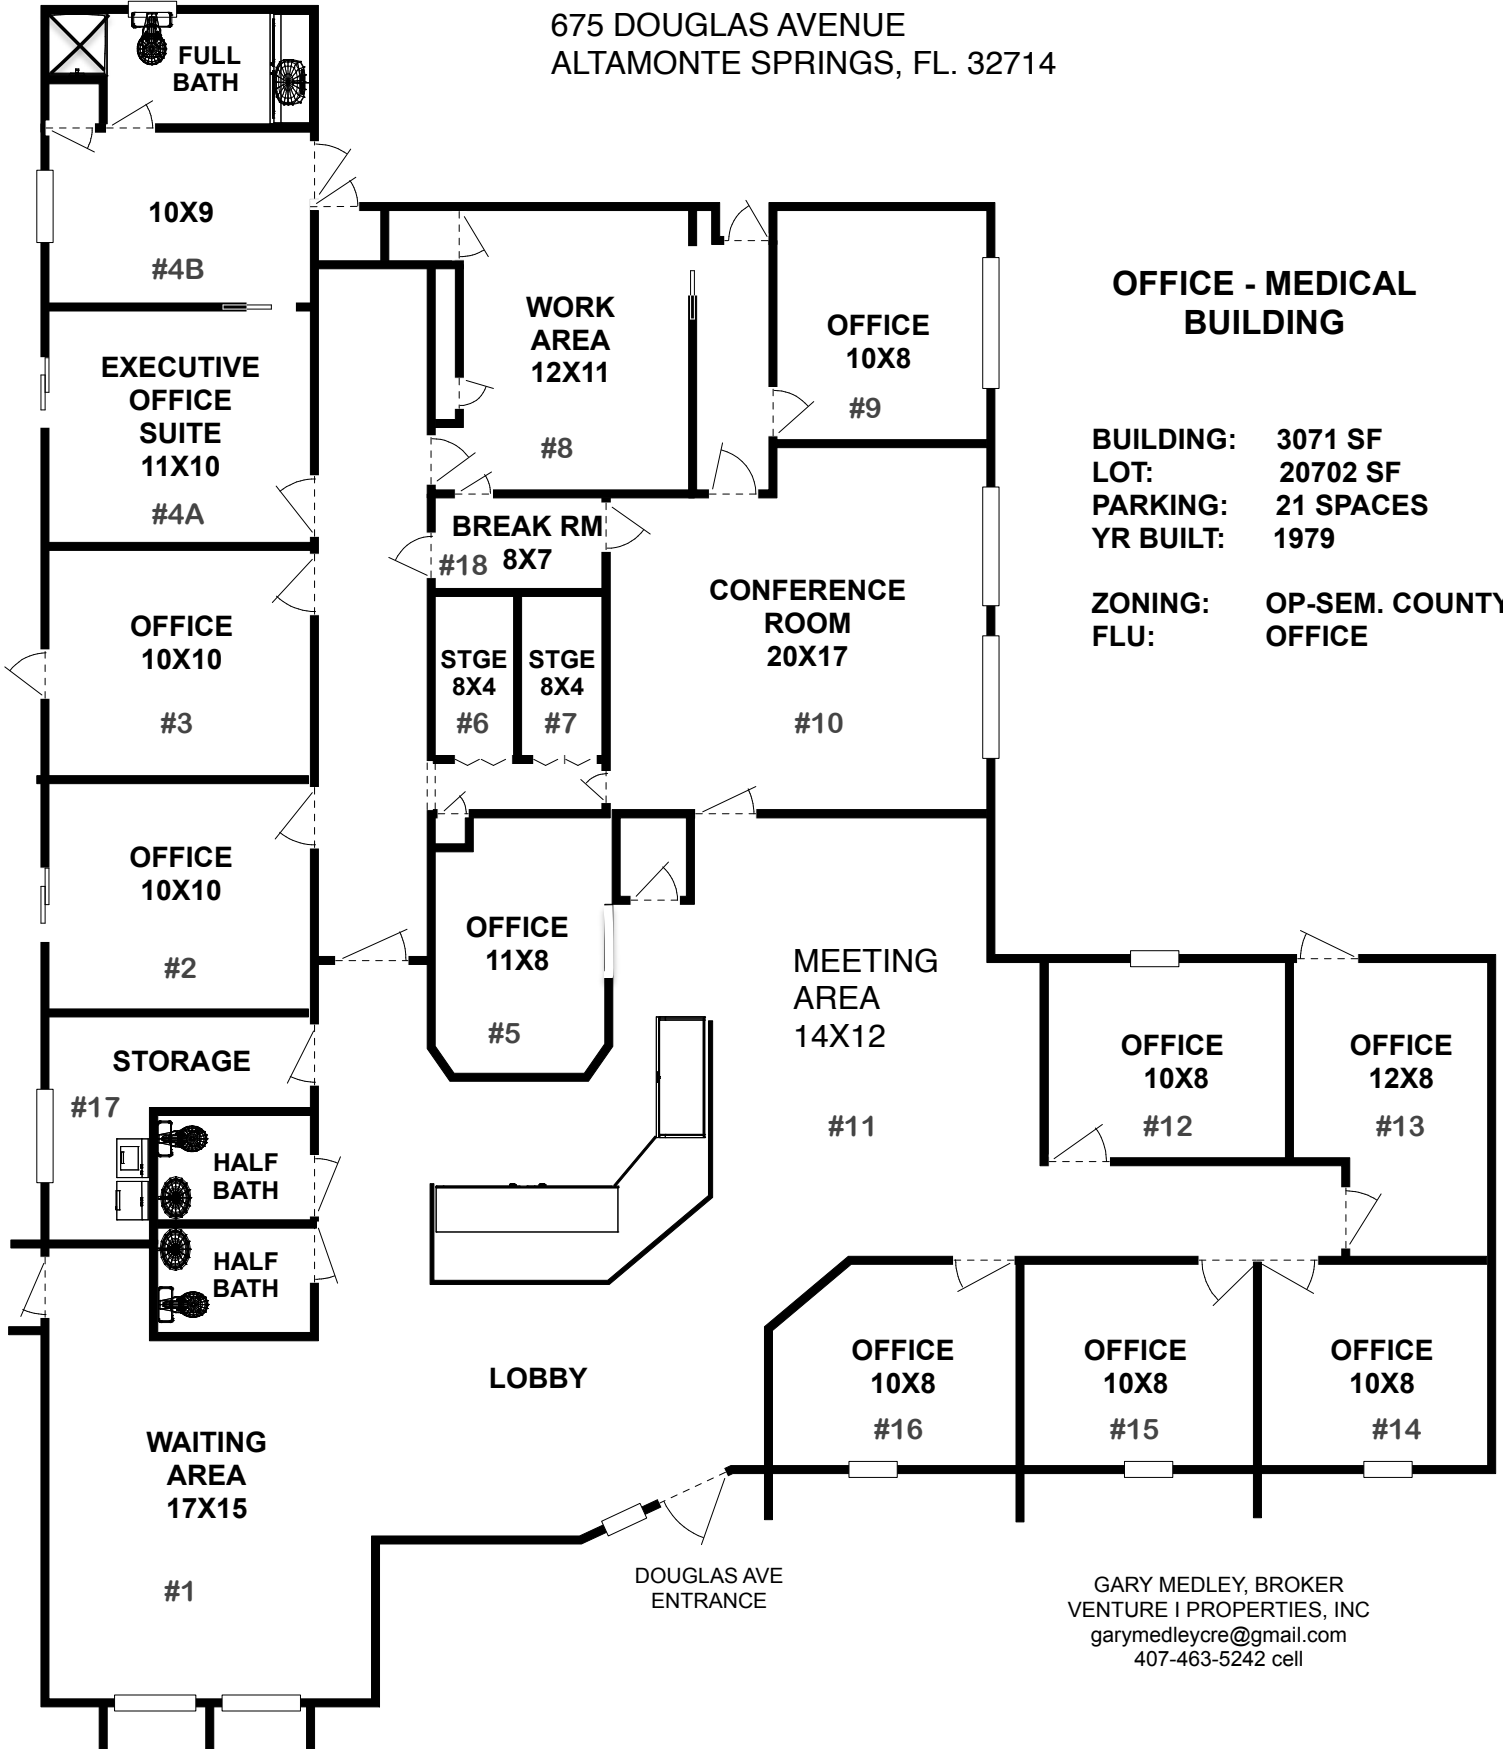 675 DOUGLAS AVENUE
ALTAMONTE SPRINGS, FL. 32714
FULL
BATH
10X9
#4B
EXECUTIVE
OFFICE
SUITE
11X10
#4A
OFFICE
10X10
#3
OFFICE
10X10
#2
STORAGE
#17
HALF
BATH
HALF
BATH
WAITING
AREA
17X15
#1
WORK
AREA
12X11
#8
BREAK RM
#18 8X7
STGE
8X4
#6
STGE
8X4
#7
OFFICE
11X8
#5
LOBBY
OFFICE
10X8
#9
CONFERENCE
ROOM
20X17
#10
MEETING
AREA
14X12
#11
OFFICE
10X8
#12
OFFICE
12X8
#13
OFFICE
10X8
#16
OFFICE
10X8
#15
OFFICE
10X8
#14
DOUGLAS AVE
ENTRANCE
OFFICE - MEDICAL
BUILDING
BUILDING: 3071 SF
LOT: 20702 SF
PARKING: 21 SPACES
YR BUILT: 1979
ZONING: OP-SEM. COUNTY
FLU: OFFICE
GARY MEDLEY, BROKER
VENTURE I PROPERTIES, INC
garymedleycre@gmail.com
407-463-5242 cell